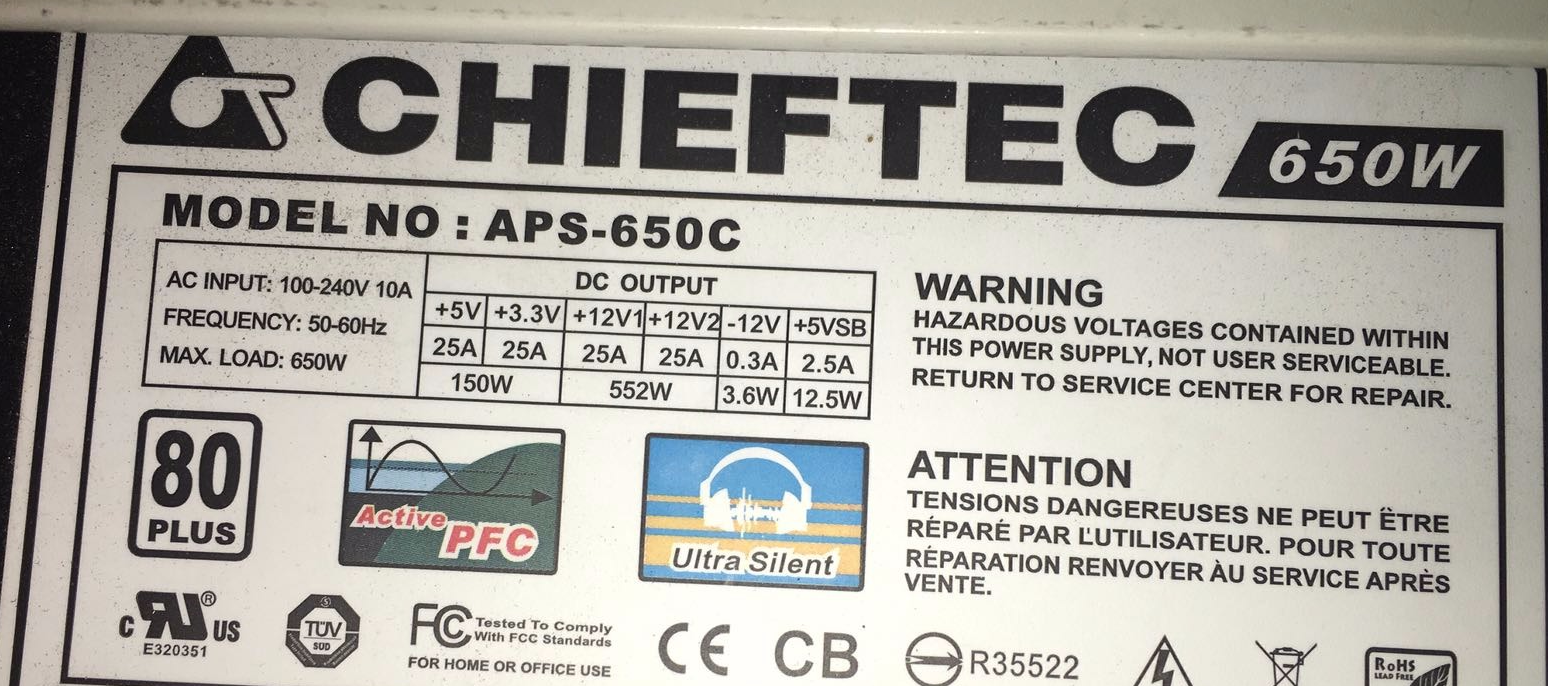 CHIEFTEC
650W
MODEL NO : APS-650C
AC INPUT: 100-240V 10A
FREQUENCY: 50-60Hz
MAX. LOAD: 650W
DC OUTPUT
+5V +3.3V +12V1 +12V2 -12V +5VSB
25A 25A 25A 25A 0.3A 2.5A
150W 552W 3.6W 12.5W
WARNING
HAZARDOUS VOLTAGES CONTAINED WITHIN
THIS POWER SUPPLY, NOT USER SERVICEABLE.
RETURN TO SERVICE CENTER FOR REPAIR.
ATTENTION
TENSIONS DANGEREUSES NE PEUT ËTRE
RÉPARÉ PAR L'UTILISATEUR. POUR TOUTE
RÉPARATION RENVOYER ÀU SERVICE APRÈS
VENTE.
80
PLUS
Active
PFC
Ultra Silent
C RU ® US
E320351
TÜV
SUD
FC Tested To Comply
With FCC Standards
FOR HOME OR OFFICE USE
CE
CB
R35522
RoHS
LEAD FREE